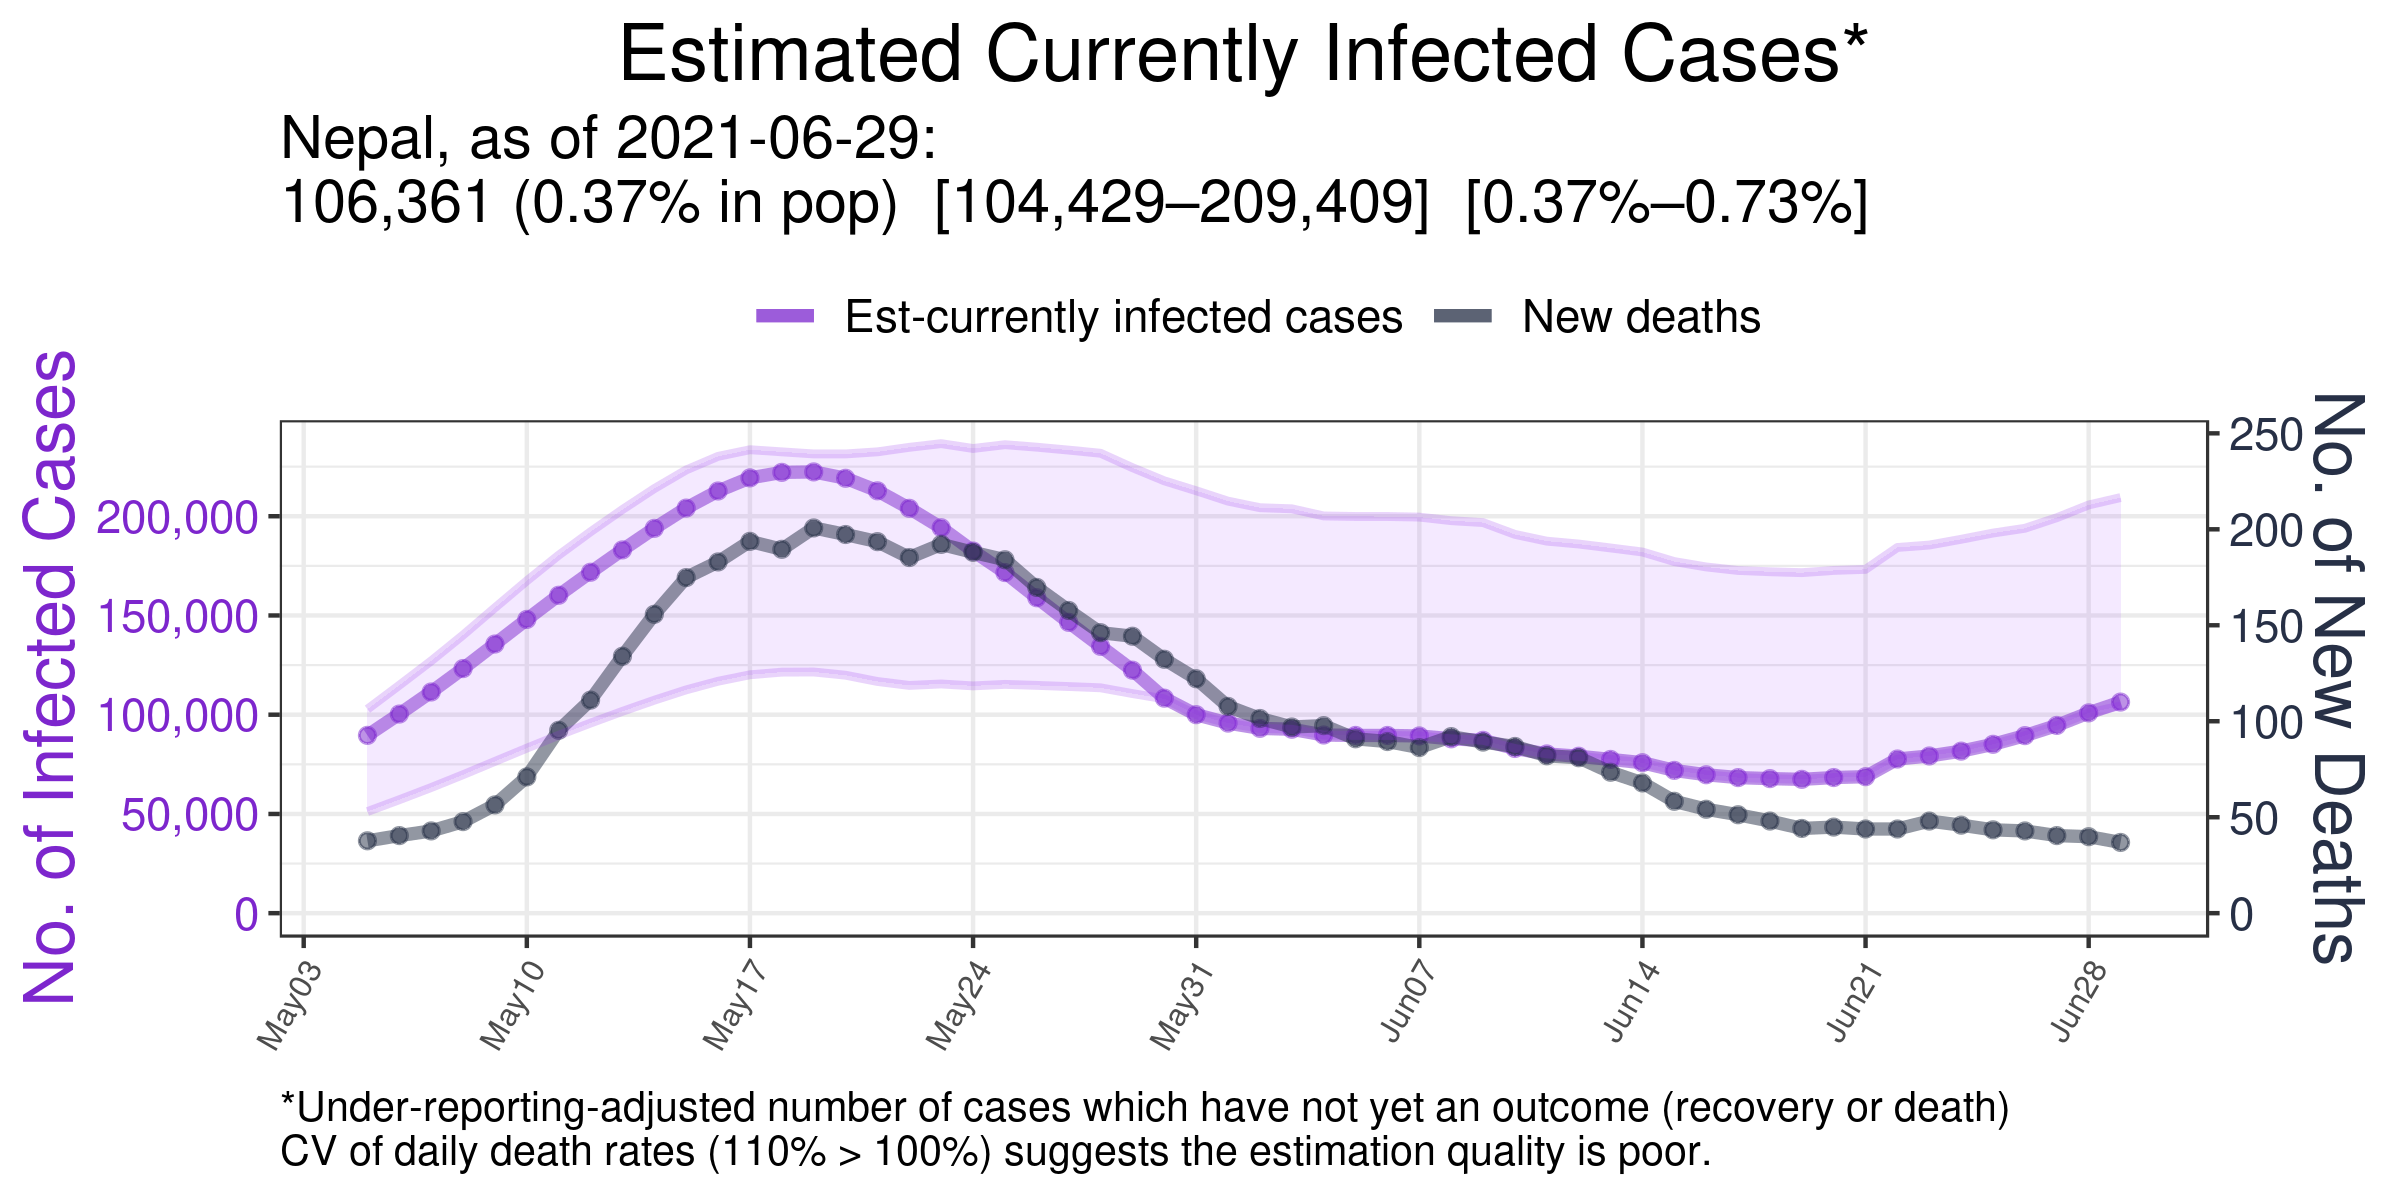 Estimated Currently Infected Cases*
Nepal, as of 2021-06-29:
106,361 (0.37% in pop)  [104,429–209,409]  [0.37%–0.73%]
Est-currently infected cases
New deaths
No. of Infected Cases
200,000
150,000
100,000
50,000
0
250
200
150
100
50
0
No. of New Deaths
May03
May10
May17
May24
May31
Jun07
Jun14
Jun21
Jun28
*Under-reporting-adjusted number of cases which have not yet an outcome (recovery or death)
CV of daily death rates (110% > 100%) suggests the estimation quality is poor.